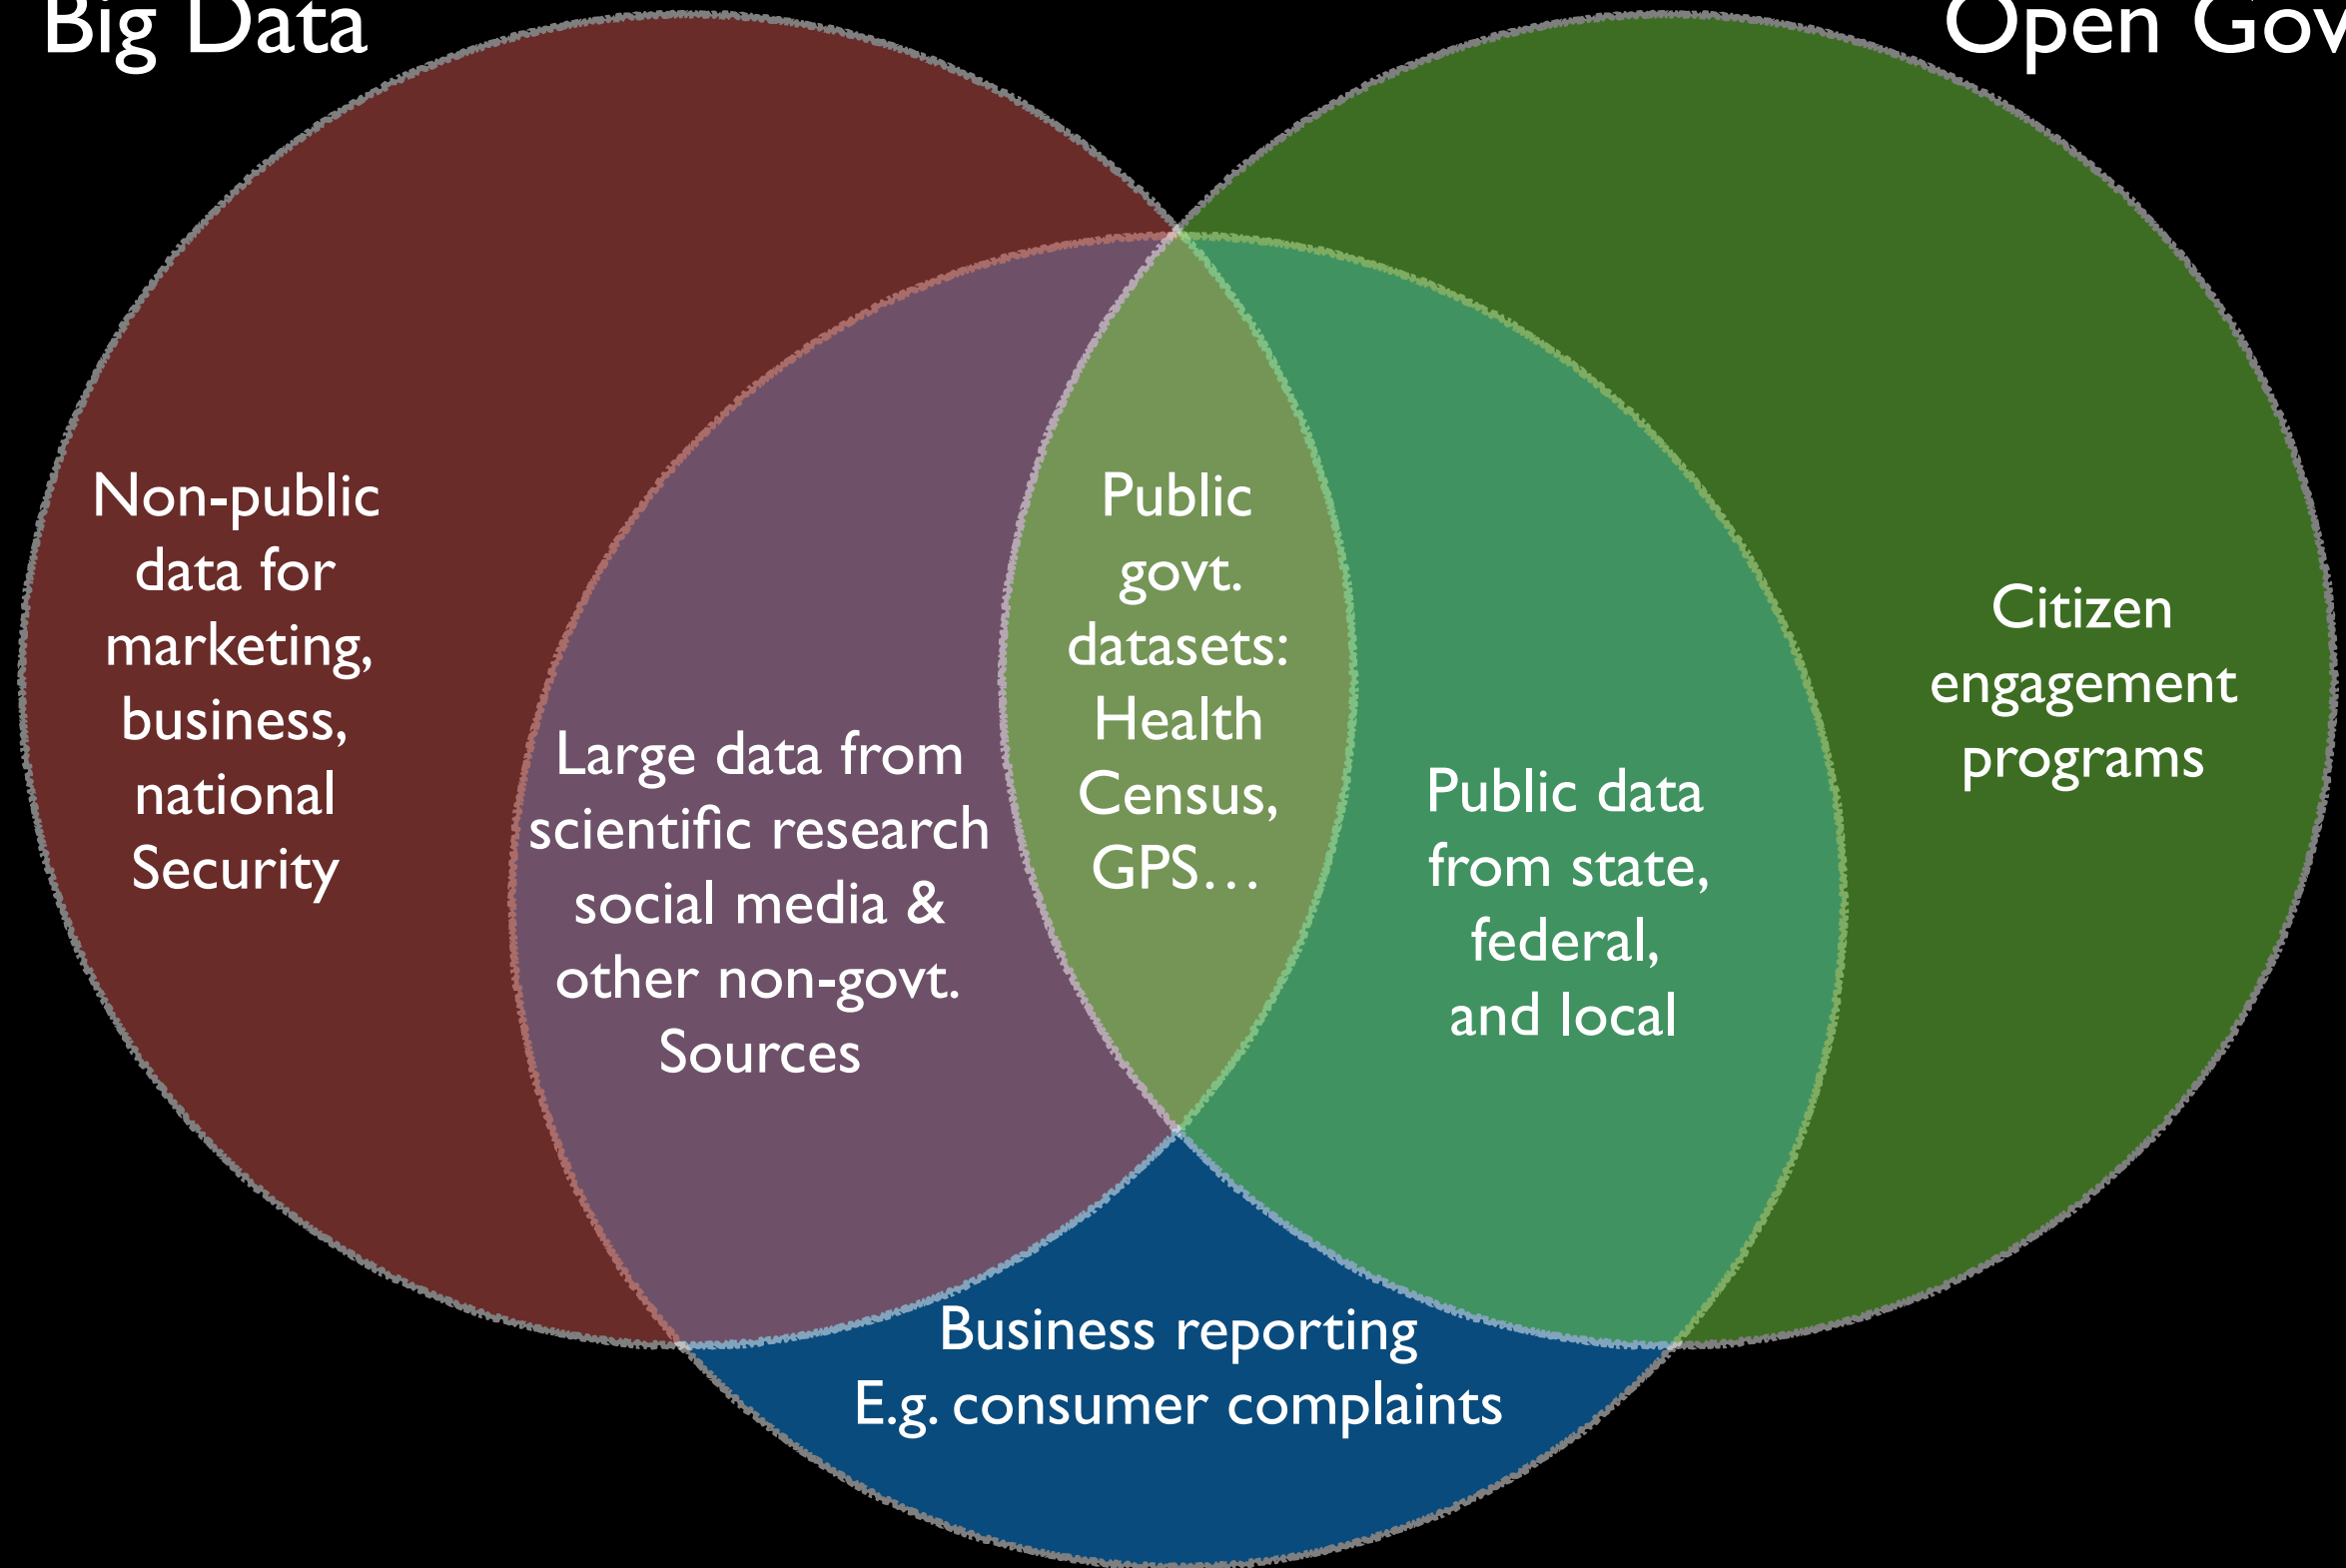 Big Data
Open Gov
Non-public
data for
marketing,
business,
national
Security
Large data from
scientific research
social media &
other non-govt.
Sources
Public
govt.
datasets:
Health
Census,
GPS…
Public data
from state,
federal,
and local
Citizen
engagement
programs
Business reporting
E.g. consumer complaints